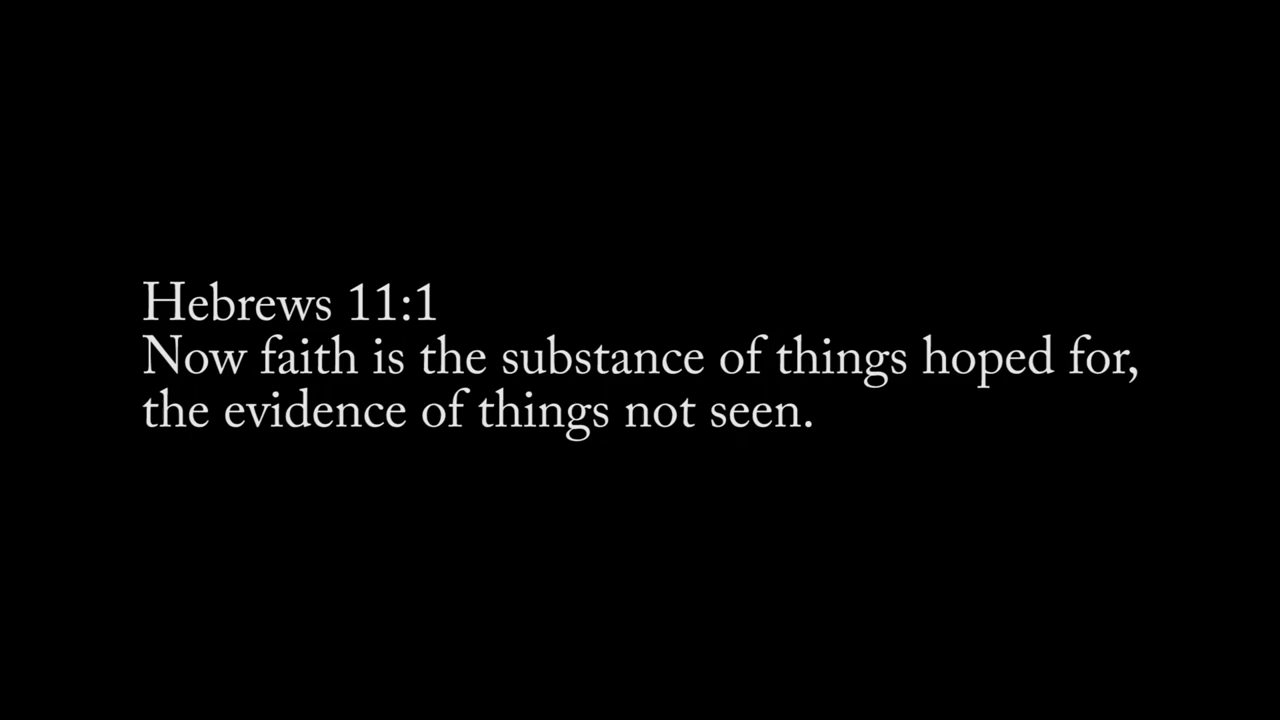 Hebrews 11:1
Now faith is the substance of things hoped for,
the evidence of things not seen.